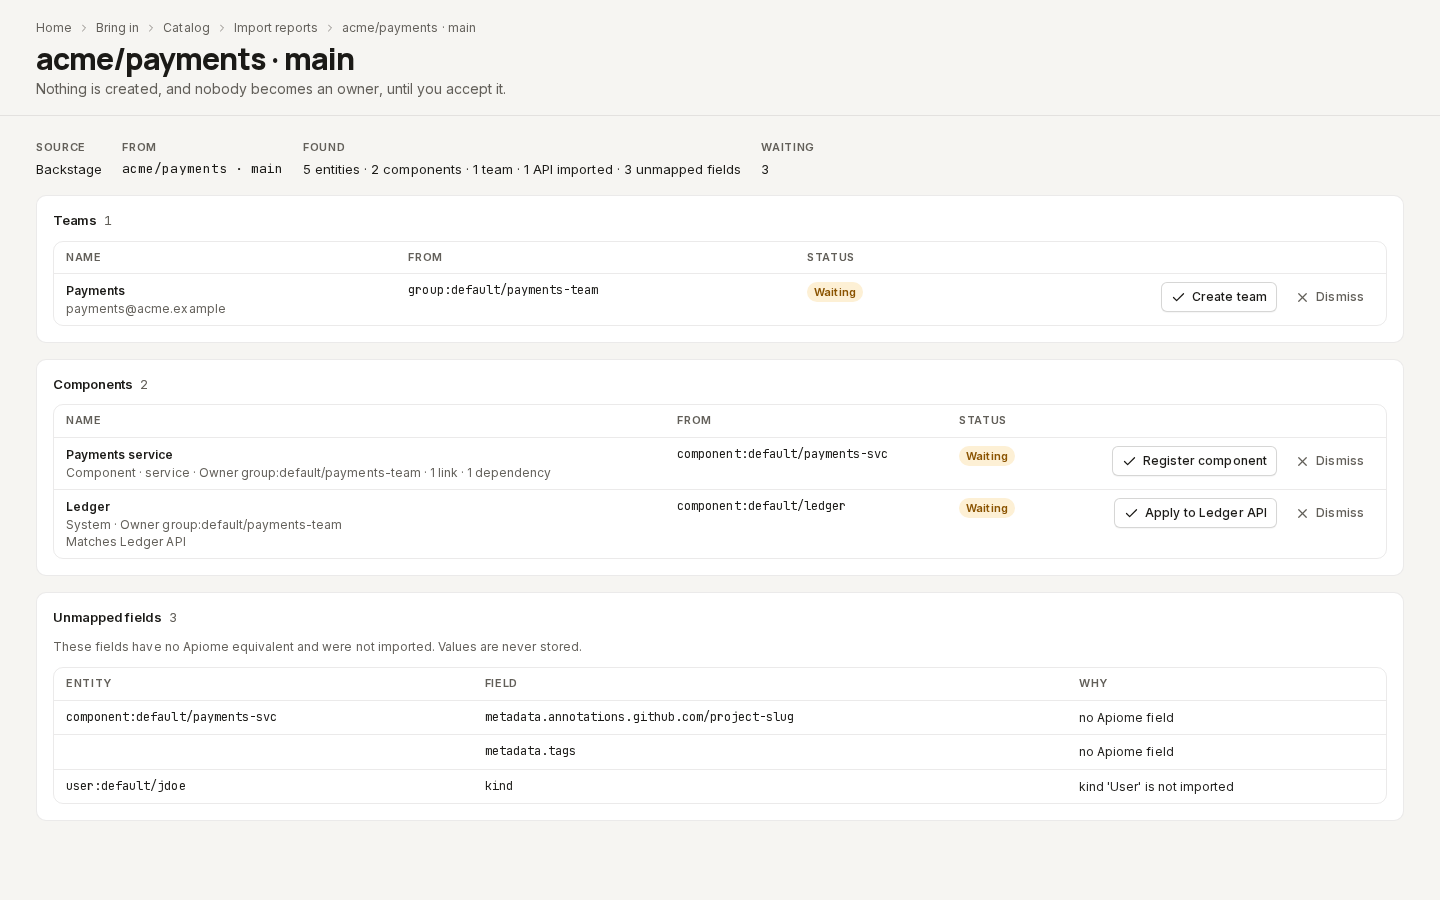 Home > Bring in > Catalog > Import reports > acme/payments · main
acme/payments · main
Nothing is created, and nobody becomes an owner, until you accept it.
SOURCE FROM FOUND WAITING
Backstage acme/payments · main 5 entities · 2 components · 1 team · 1 API imported · 3 unmapped fields 3
Teams 1
NAME FROM STATUS
Payments group:default/payments-team Waiting Create team Dismiss
payments@acme.example
Components 2
NAME FROM STATUS
Payments service component:default/payments-svc Waiting Register component Dismiss
Component · service · Owner group:default/payments-team · 1 link · 1 dependency
Ledger component:default/ledger Waiting Apply to Ledger API Dismiss
System · Owner group:default/payments-team
Matches Ledger API
Unmapped fields 3
These fields have no Apiome equivalent and were not imported. Values are never stored.
ENTITY FIELD WHY
component:default/payments-svc metadata.annotations.github.com/project-slug no Apiome field
metadata.tags no Apiome field
user:default/jdoe kind kind 'User' is not imported